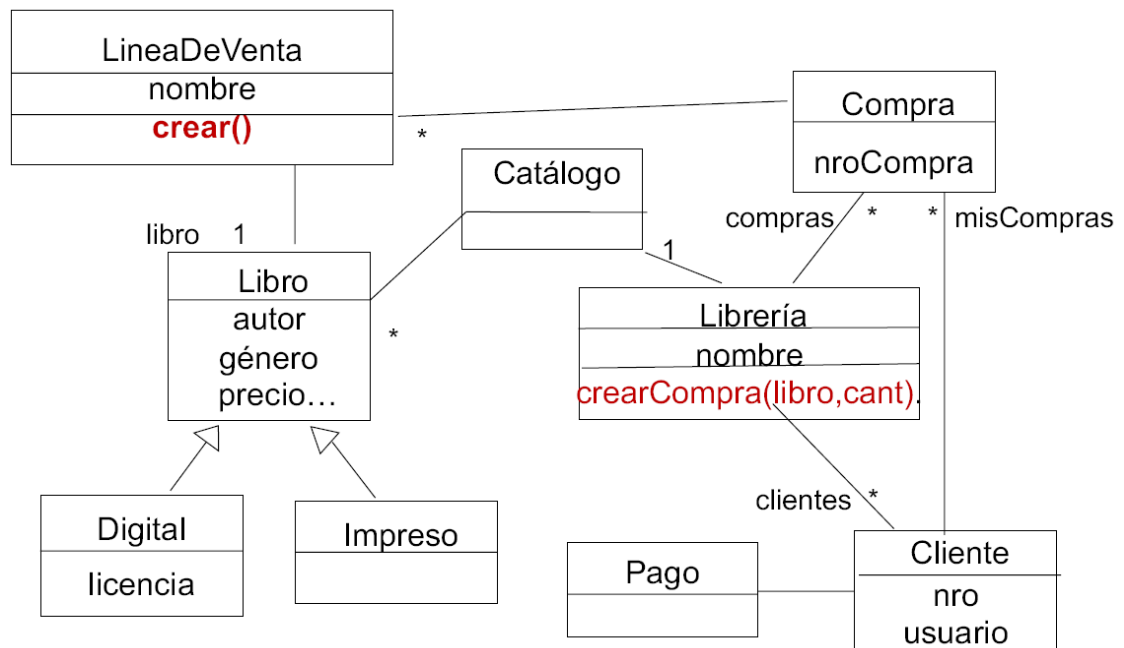 LineaDeVenta
nombre
crear()
*
Compra
nroCompra
Catálogo
compras
*
*
misCompras
libro
1
1
Libro
autor
género
precio…
*
Librería
nombre
crearCompra(libro,cant).
clientes
*
Digital
licencia
Impreso
Pago
Cliente
nro
usuario